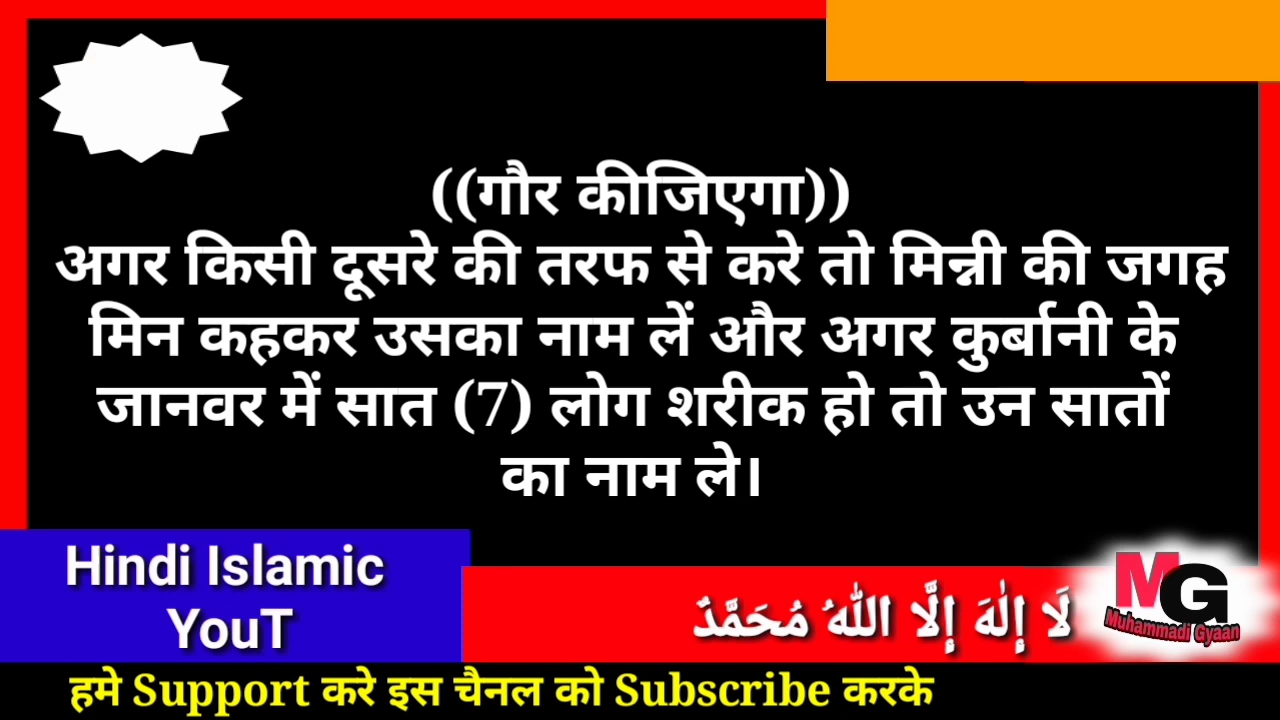 ((गौर कीजिएगा))
अगर किसी दूसरे की तरफ से करे तो मिन्नी की जगह
मिन कहकर उसका नाम लें और अगर कुर्बानी के
जानवर में सात (7) लोग शरीक हो तो उन सातों
का नाम ले।
Hindi Islamic
YouT
لَا إِلٰهَ إِلَّا اللهُ مُحَمَّدٌ
MG
Muhammadi Gyaan
हमे Support करे इस चैनल को Subscribe करके